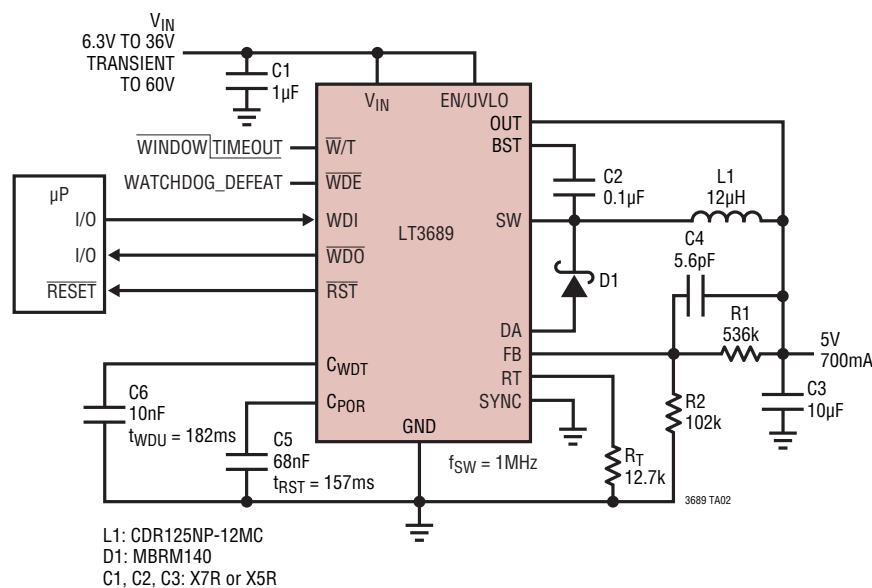 VIN
6.3V TO 36V
TRANSIENT
TO 60V
C1
1µF
VIN
EN/UVLO
OUT
BST
WINDOW TIMEOUT
W/T
WATCHDOG_DEFEAT
WDE
µP
I/O
WDI
I/O
WDO
RESET
RST
LT3689
SW
C2
0.1µF
L1
12µH
C4
5.6pF
D1
DA
FB
RT
SYNC
R1
536k
5V
700mA
C3
10µF
R2
102k
CWDT
CPOR
GND
C6
10nF
tWDU = 182ms
C5
68nF
tRST = 157ms
fSW = 1MHz
RT
12.7k
3689 TA02
L1: CDR125NP-12MC
D1: MBRM140
C1, C2, C3: X7R or X5R